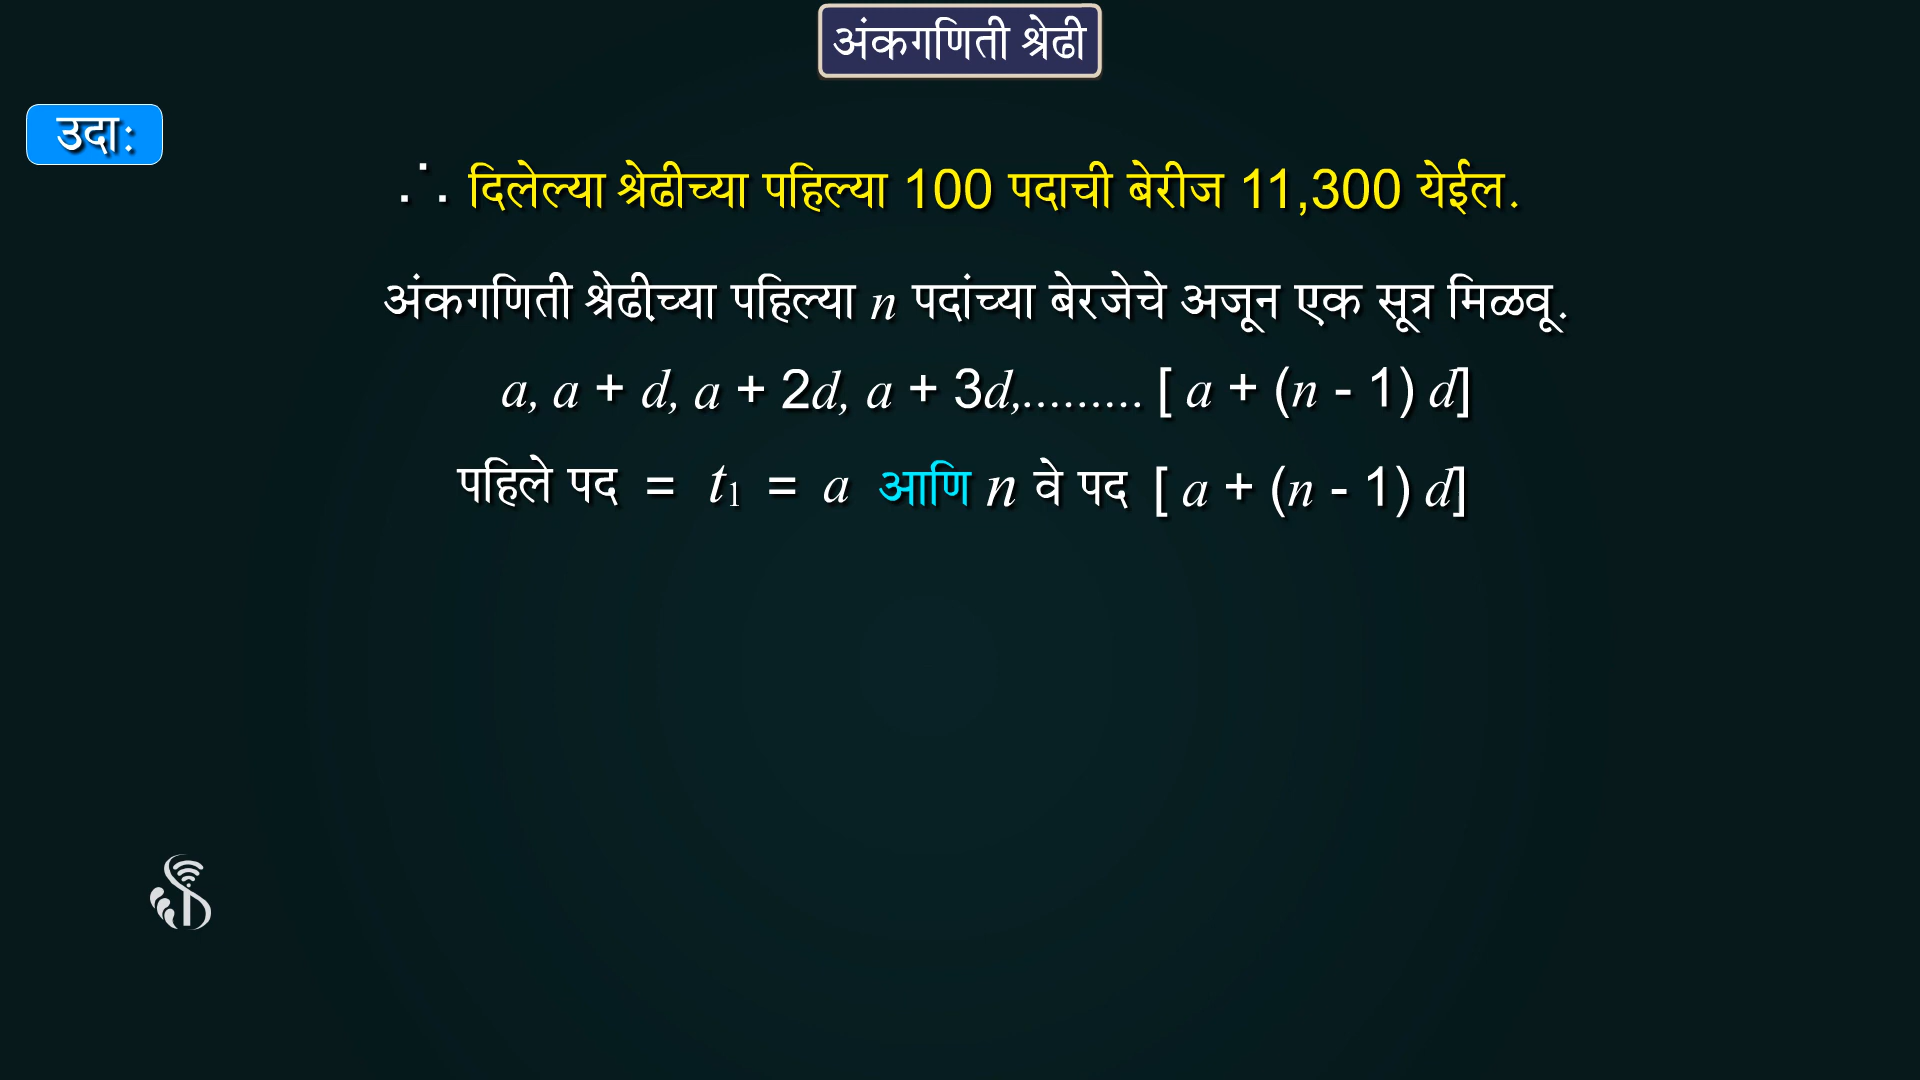 अंकगणिती श्रेढी
उदाः
∴ दिलेल्या श्रेढीच्या पहिल्या 100 पदाची बेरीज 11,300 येईल.
अंकगणिती श्रेढी़च्या पहिल्या n पदांच्या बेरजेचे अजून एक सूत्र मिळवू.
a, a + d, a + 2d, a + 3d,......... [ a + (n - 1) d]
पहिले पद = t₁ = a आणि n वे पद [ a + (n - 1) d]